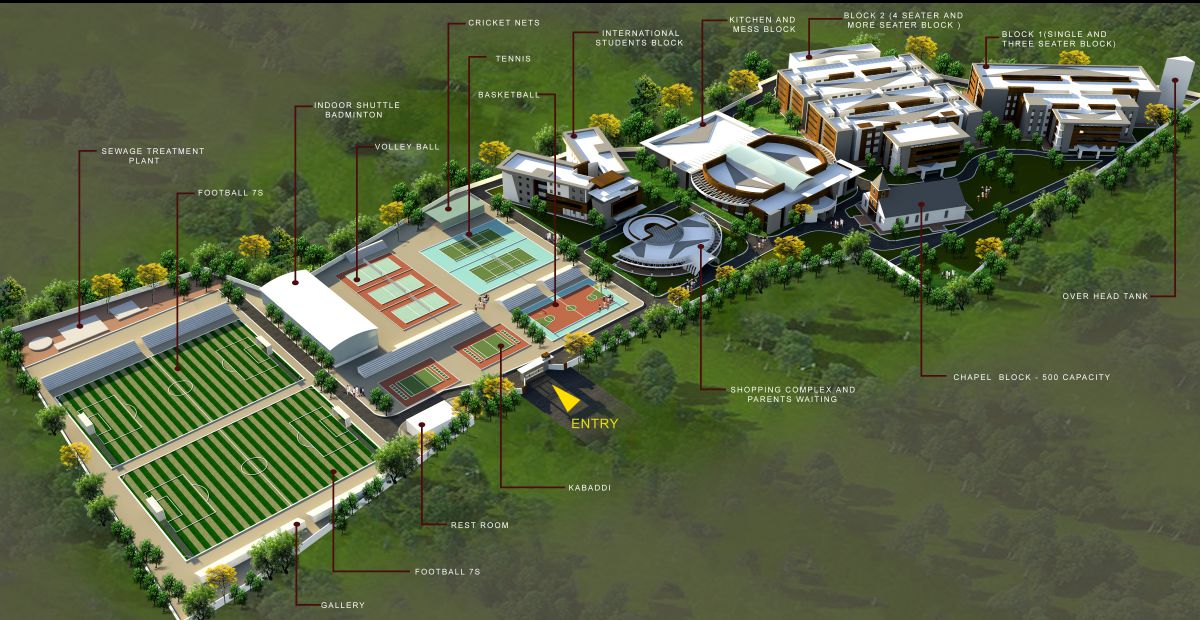 CRICKET NETS
INTERNATIONAL
STUDENTS BLOCK
KITCHEN AND
MESS BLOCK
BLOCK 2 (4 SEATER AND
MORE SEATER BLOCK )
BLOCK 1(SINGLE AND
THREE SEATER BLOCK)
TENNIS
BASKETBALL
INDOOR SHUTTLE
BADMINTON
VOLLEY BALL
SEWAGE TREATMENT
PLANT
FOOTBALL 7S
OVER HEAD TANK
CHAPEL BLOCK - 500 CAPACITY
SHOPPING COMPLEX AND
PARENTS WAITING
ENTRY
KABADDI
REST ROOM
FOOTBALL 7S
GALLERY